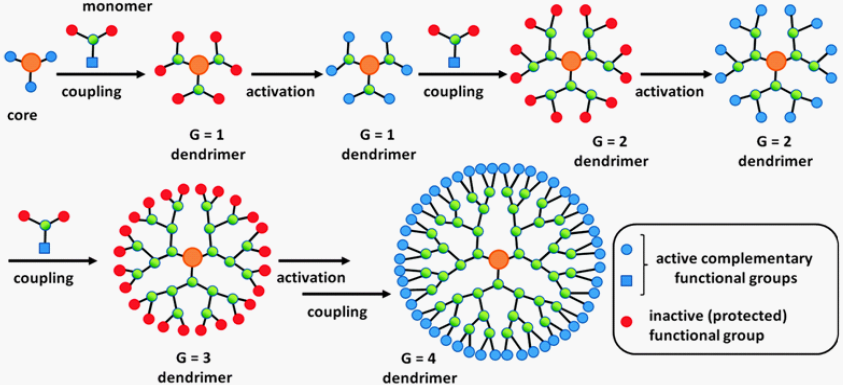 monomer
core
coupling
G = 1
dendrimer
activation
G = 1
dendrimer
coupling
G = 2
dendrimer
activation
G = 2
dendrimer
coupling
G = 3
dendrimer
activation
coupling
G = 4
dendrimer
active complementary
functional groups
inactive (protected)
functional group